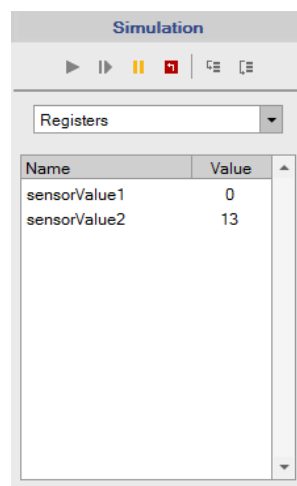 Simulation
Registers
Name Value
sensorValue1 0
sensorValue2 13